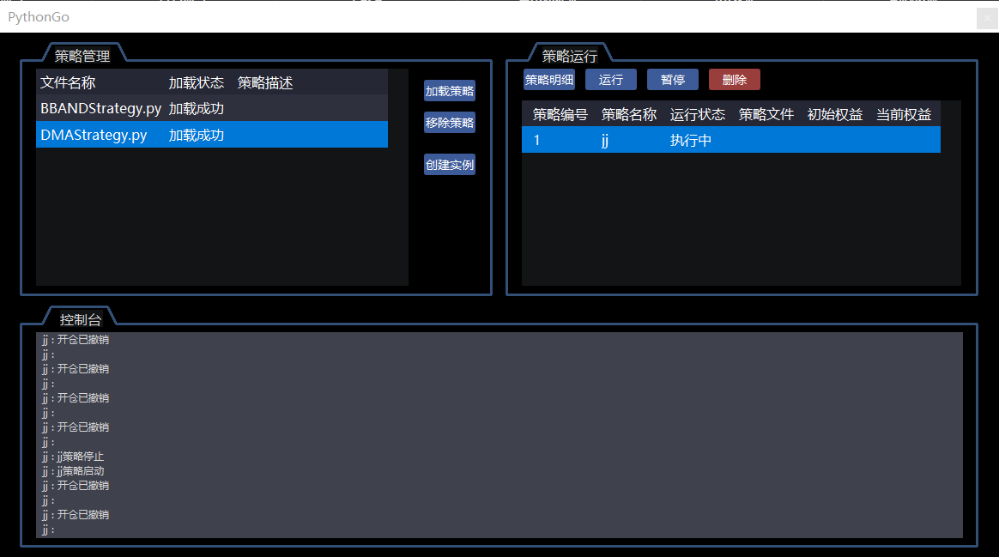 PythonGo
策略管理
文件名称 加载状态 策略描述
BBANDStrategy.py 加载成功
DMAStrategy.py 加载成功
加载策略
移除策略
创建实例
策略运行
策略明细 运行 暂停 删除
策略编号 策略名称 运行状态 策略文件 初始权益 当前权益
1 jj 执行中
控制台
jj : 开仓已撤销
jj :
jj : 开仓已撤销
jj :
jj : 开仓已撤销
jj :
jj : 开仓已撤销
jj :
jj : jj策略停止
jj : jj策略启动
jj : 开仓已撤销
jj :
jj : 开仓已撤销
jj :